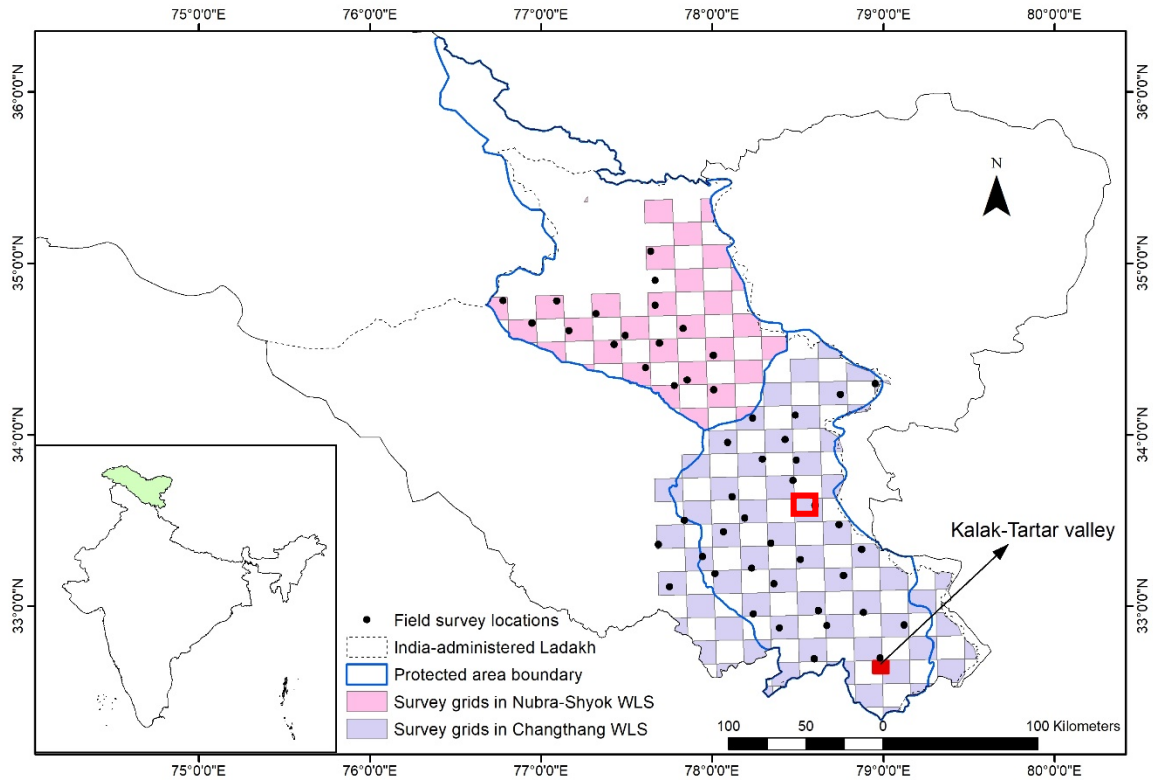 75°0'0"E 76°0'0"E 77°0'0"E 78°0'0"E 79°0'0"E 80°0'0"E
36°0'0"N 36°0'0"N
N
35°0'0"N 35°0'0"N
34°0'0"N 34°0'0"N
Kalak-Tartar valley
33°0'0"N 33°0'0"N
Field survey locations
India-administered Ladakh
Protected area boundary
Survey grids in Nubra-Shyok WLS
Survey grids in Changthang WLS
100 50 0 100 Kilometers
75°0'0"E 76°0'0"E 77°0'0"E 78°0'0"E 79°0'0"E 80°0'0"E